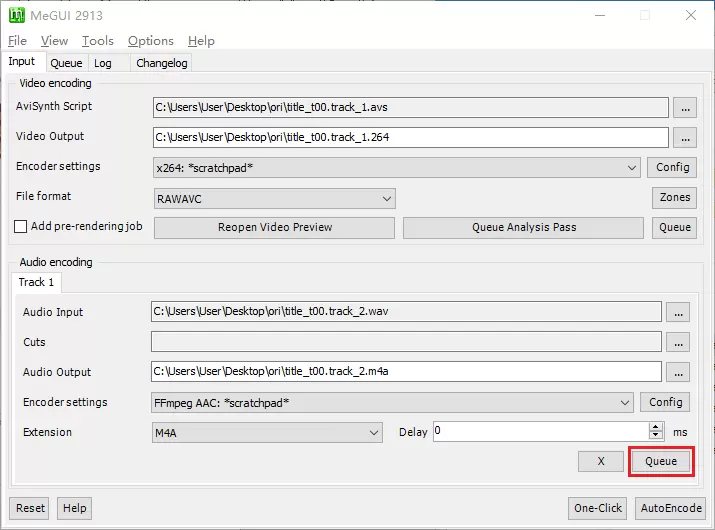 MeGUI 2913
File View Tools Options Help
Input Queue Log Changelog
Video encoding
AviSynth Script C:\Users\User\Desktop\ori\title_t00.track_1.avs ...
Video Output C:\Users\User\Desktop\ori\title_t00.track_1.264 ...
Encoder settings x264: *scratchpad* Config
File format RAWAVC Zones
Add pre-rendering job Reopen Video Preview Queue Analysis Pass Queue
Audio encoding
Track 1
Audio Input C:\Users\User\Desktop\ori\title_t00.track_2.wav ...
Cuts ...
Audio Output C:\Users\User\Desktop\ori\title_t00.track_2.m4a ...
Encoder settings FFmpeg AAC: *scratchpad* Config
Extension M4A Delay 0 ms
X Queue
Reset Help One-Click AutoEncode